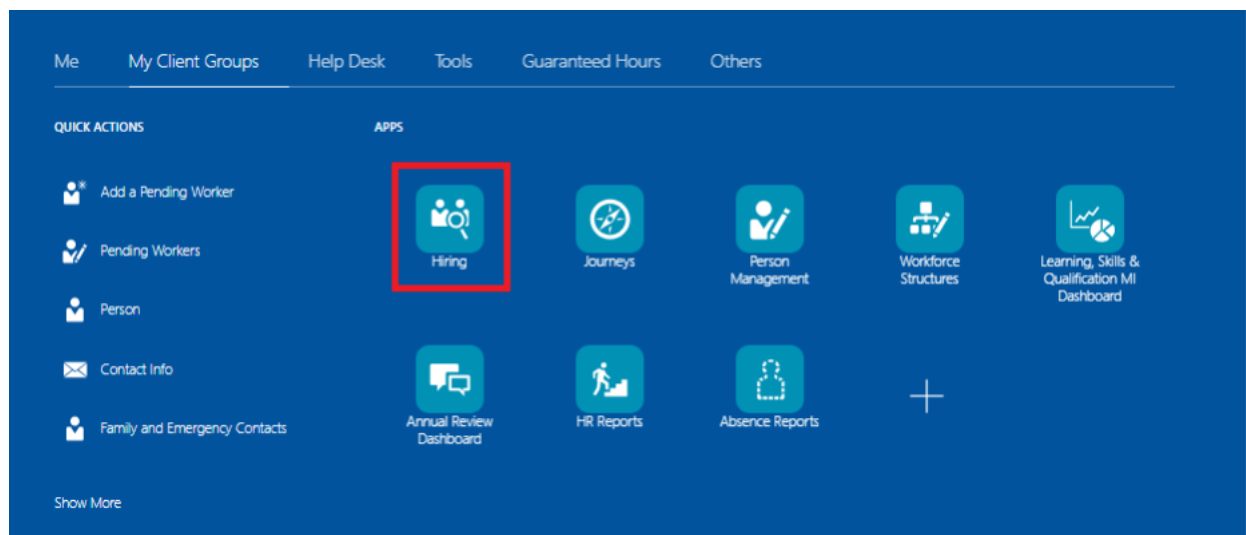 Me My Client Groups Help Desk Tools Guaranteed Hours Others
QUICK ACTIONS
Add a Pending Worker
Pending Workers
Person
Contact Info
Family and Emergency Contacts
Show More
APPS
Hiring
Journeys
Person
Management
Workforce
Structures
Learning, Skills &
Qualification MI
Dashboard
Annual Review
Dashboard
HR Reports
Absence Reports